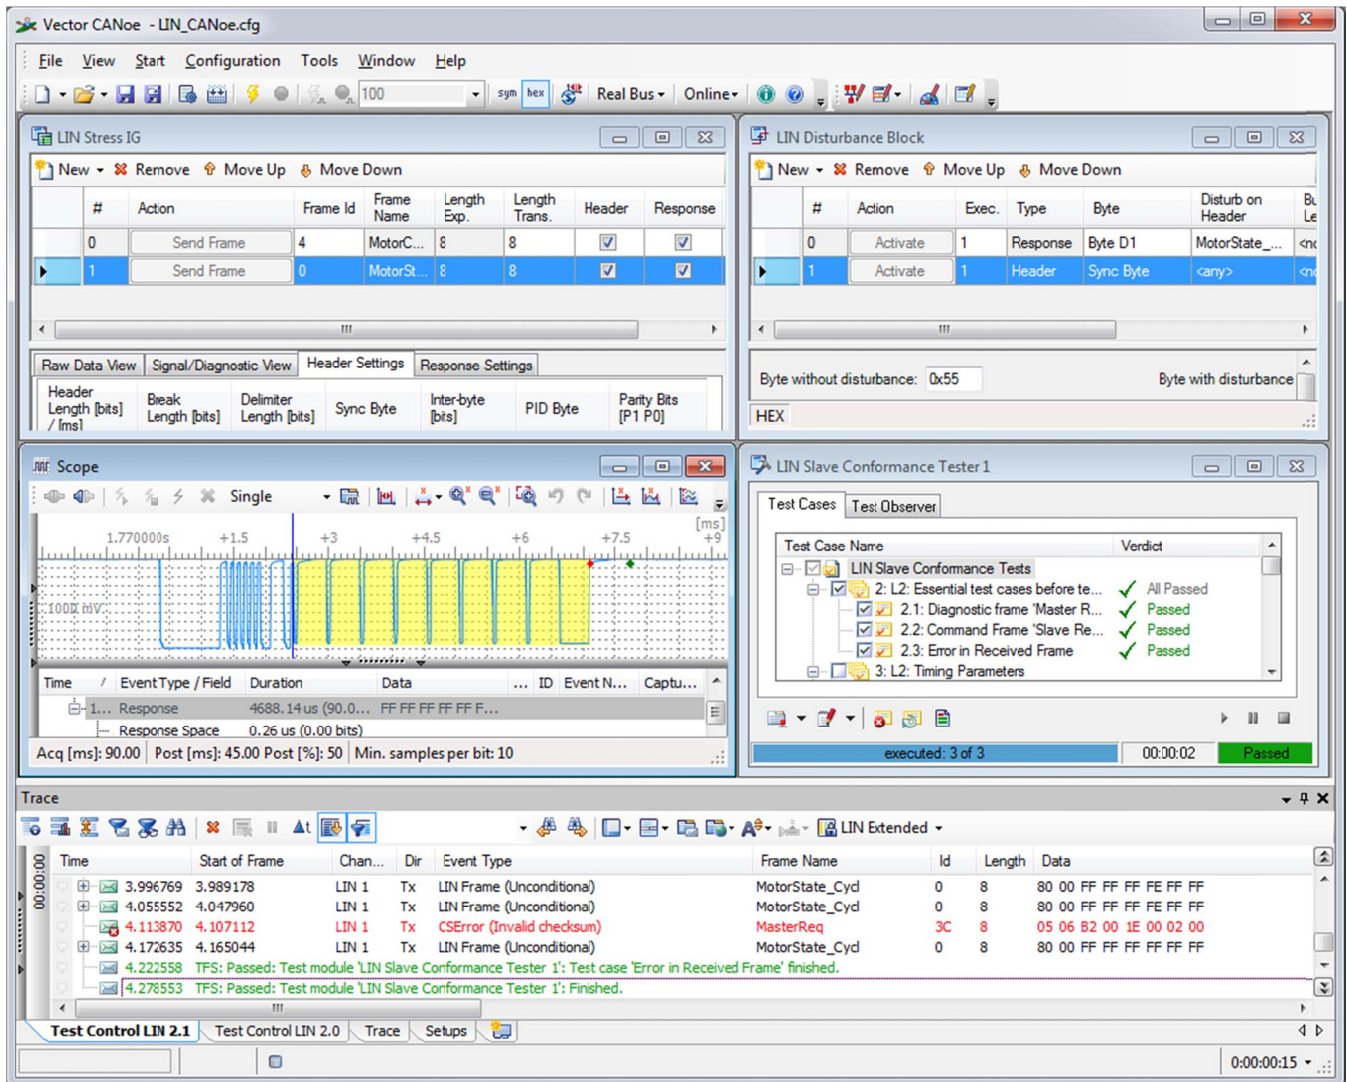 Vector CANoe - LIN_CANoe.cfg
File View Start Configuration Tools Window Help
100 sym hex Real Bus Online
LIN Stress IG
New Remove Move Up Move Down
# Action Frame Id Frame Name Length Exp. Length Trans. Header Response
0 Send Frame 4 MotorC... 8 8
1 Send Frame 0 MotorSt... 8 8
Raw Data View Signal/Diagnostic View Header Settings Response Settings
Header Length [bits] / [ms] Break Length [bits] Delimiter Length [bits] Sync Byte Inter-byte [bits] PID Byte Parity Bits [P1 P0]
LIN Disturbance Block
New Remove Move Up Move Down
# Action Exec. Type Byte Disturb on Header Bu Le
0 Activate 1 Response Byte D1 MotorState_... <no
1 Activate 1 Header Sync Byte <any> <no
Byte without disturbance: 0x55 Byte with disturbance
HEX
Scope
Single
[ms]
1.770000s +1.5 +3 +4.5 +6 +7.5 +9
1000 mV
Time / Event Type / Field Duration Data ... ID Event N... Captu...
1... Response 4688.14us (90.0... FF FF FF FF FF F...
Response Space 0.26 us (0.00 bits)
Acq [ms]: 90.00 Post [ms]: 45.00 Post [%]: 50 Min. samples per bit: 10
LIN Slave Conformance Tester 1
Test Cases Test Observer
Test Case Name Verdict
LIN Slave Conformance Tests
2: L2: Essential test cases before te... All Passed
2.1: Diagnostic frame 'Master R... Passed
2.2: Command Frame 'Slave Re... Passed
2.3: Error in Received Frame Passed
3: L2: Timing Parameters
executed: 3 of 3 00:00:02 Passed
Trace
Δt LIN Extended
00:00:00
Time Start of Frame Chan... Dir Event Type Frame Name Id Length Data
3.996769 3.989178 LIN 1 Tx LIN Frame (Unconditional) MotorState_Cycl 0 8 80 00 FF FF FF FE FF FF
4.055552 4.047960 LIN 1 Tx LIN Frame (Unconditional) MotorState_Cycl 0 8 80 00 FF FF FF FE FF FF
4.113870 4.107112 LIN 1 Tx CSError (Invalid checksum) MasterReq 3C 8 05 06 B2 00 1E 00 02 00
4.172635 4.165044 LIN 1 Tx LIN Frame (Unconditional) MotorState_Cycl 0 8 80 00 FF FF FF FF FF FF
4.222558 TFS: Passed: Test module 'LIN Slave Conformance Tester 1': Test case 'Error in Received Frame' finished.
4.278553 TFS: Passed: Test module 'LIN Slave Conformance Tester 1': Finished.
Test Control LIN 2.1 Test Control LIN 2.0 Trace Setups
0:00:00:15